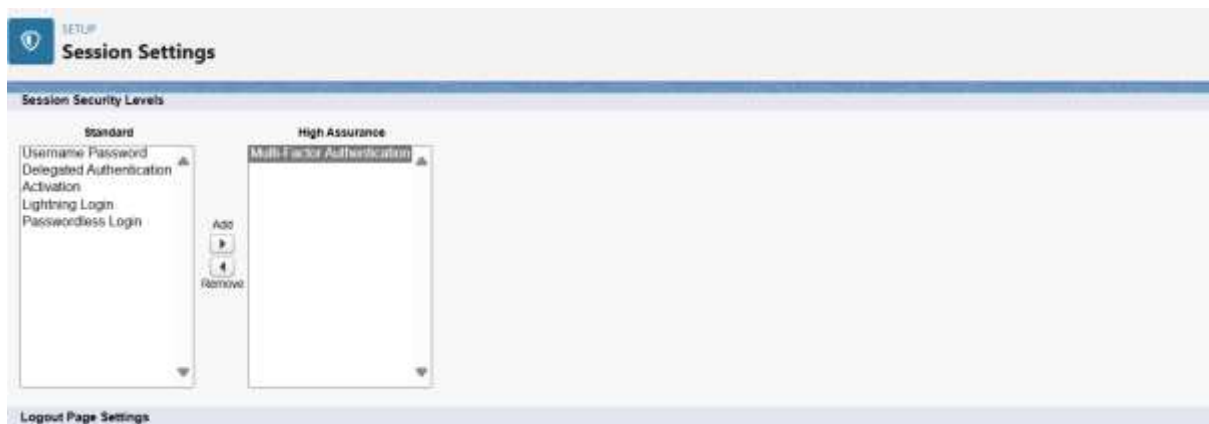 SETUP
Session Settings
Session Security Levels
Standard
High Assurance
Username Password
Delegated Authentication
Activation
Lightning Login
Passwordless Login
Multi-Factor Authentication
Add
Remove
Logout Page Settings